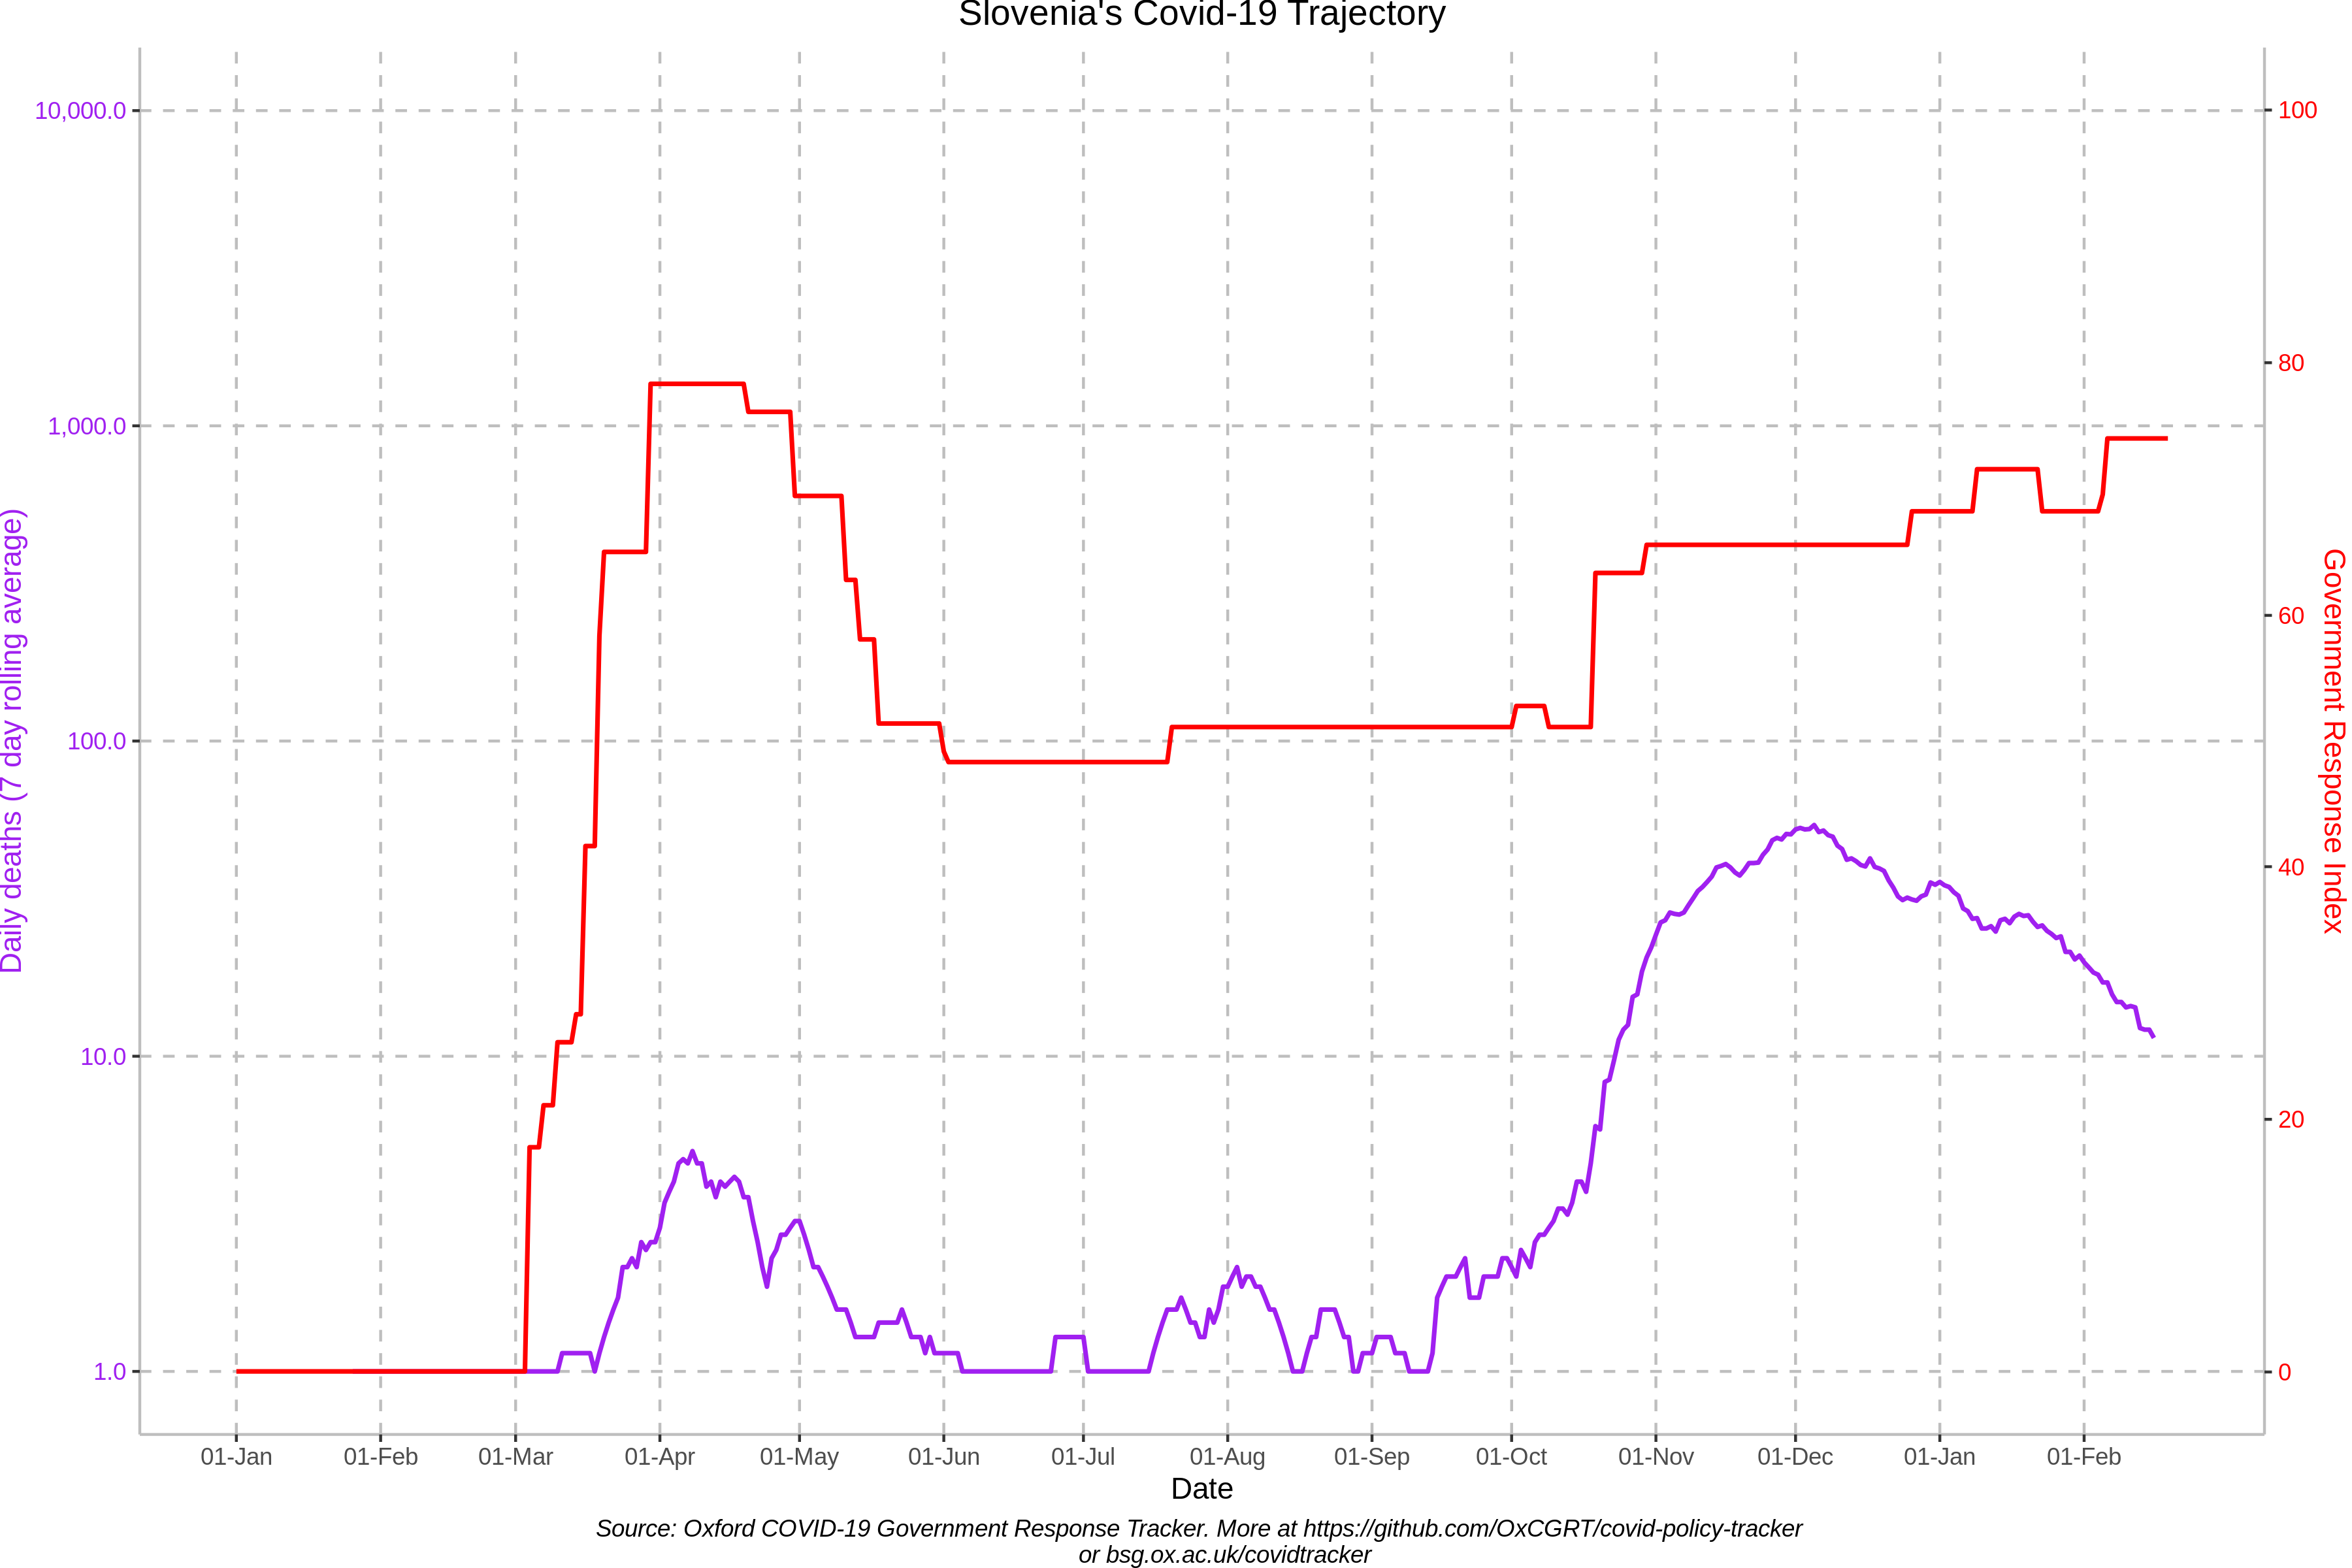 Slovenia's Covid-19 Trajectory
10,000.0
1,000.0
100.0
10.0
1.0
Daily deaths (7 day rolling average)
100
80
60
40
20
0
Government Response Index
01-Jan
01-Feb
01-Mar
01-Apr
01-May
01-Jun
01-Jul
01-Aug
01-Sep
01-Oct
01-Nov
01-Dec
01-Jan
01-Feb
Date
Source: Oxford COVID-19 Government Response Tracker. More at https://github.com/OxCGRT/covid-policy-tracker
or bsg.ox.ac.uk/covidtracker